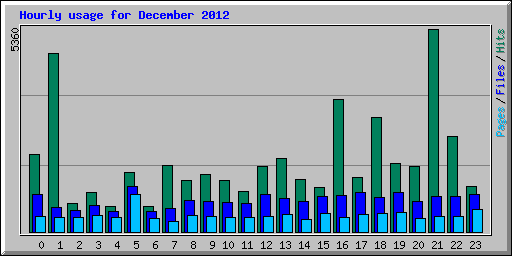 Hourly usage for December 2012
5360
Pages / Files / Hits
0 1 2 3 4 5 6 7 8 9 10 11 12 13 14 15 16 17 18 19 20 21 22 23